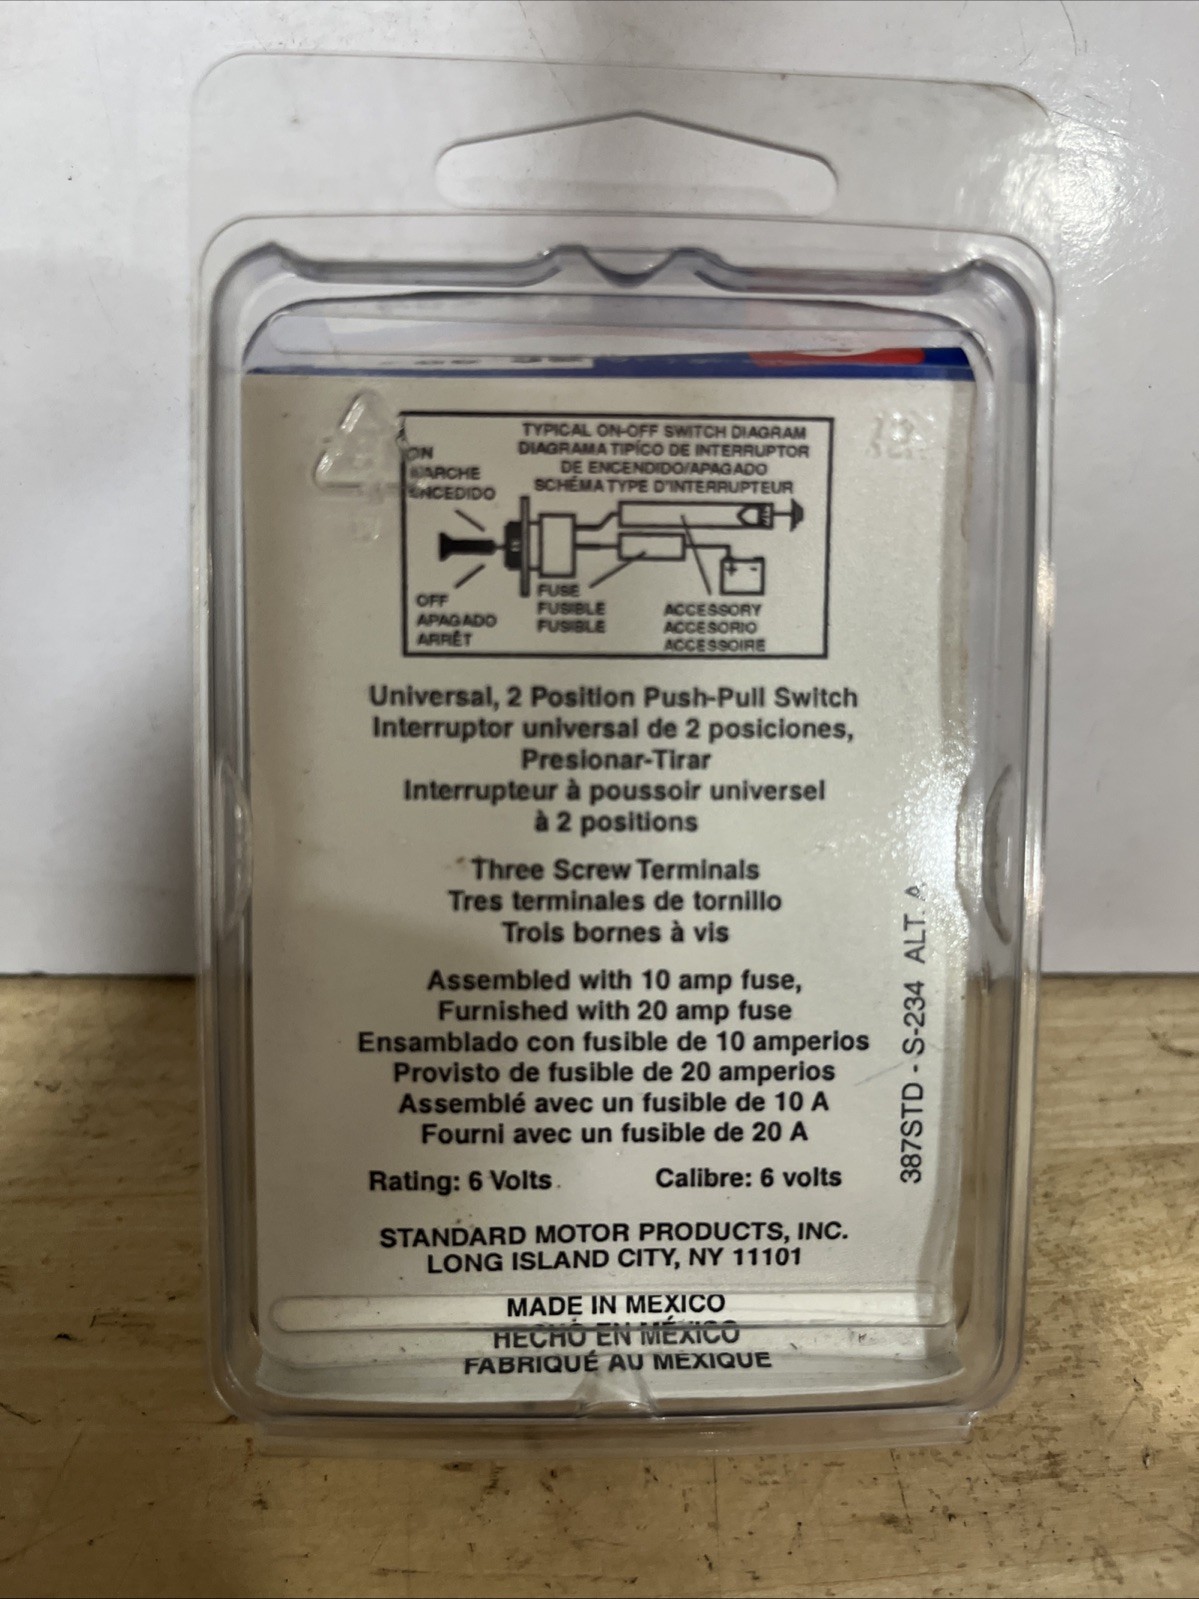 TYPICAL ON-OFF SWITCH DIAGRAM
DIAGRAMA TIPÍCO DE INTERRUPTOR
DE ENCENDIDO/APAGADO
SCHÉMA TYPE D'INTERRUPTEUR
ON
MARCHE
ENCEDIDO
OFF
APAGADO
ARRÊT
FUSE
FUSIBLE
FUSIBLE
+ -
ACCESSORY
ACCESORIO
ACCESSOIRE
Universal, 2 Position Push-Pull Switch
Interruptor universal de 2 posiciones,
Presionar-Tirar
Interrupteur à poussoir universel
à 2 positions
Three Screw Terminals
Tres terminales de tornillo
Trois bornes à vis
Assembled with 10 amp fuse,
Furnished with 20 amp fuse
Ensamblado con fusible de 10 amperios
Provisto de fusible de 20 amperios
Assemblé avec un fusible de 10 A
Fourni avec un fusible de 20 A
Rating: 6 Volts
Calibre: 6 volts
387STD - S-234 ALT. A
STANDARD MOTOR PRODUCTS, INC.
LONG ISLAND CITY, NY 11101
MADE IN MEXICO
HECHO EN MÉXICO
FABRIQUÉ AU MEXIQUE